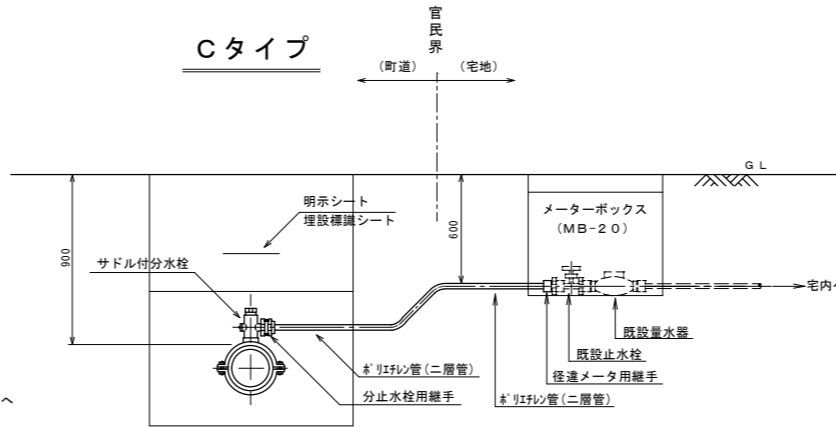 Cタイプ
官民界
(町道)
(宅地)
GL
明示シート
埋設標識シート
メーターボックス
(MB-20)
900
600
サドル付分水栓
宅内へ
既設量水器
既設止水栓
ポリエチレン管(二層管)
径違メータ用継手
分止水栓用継手
ポリエチレン管(二層管)
へ